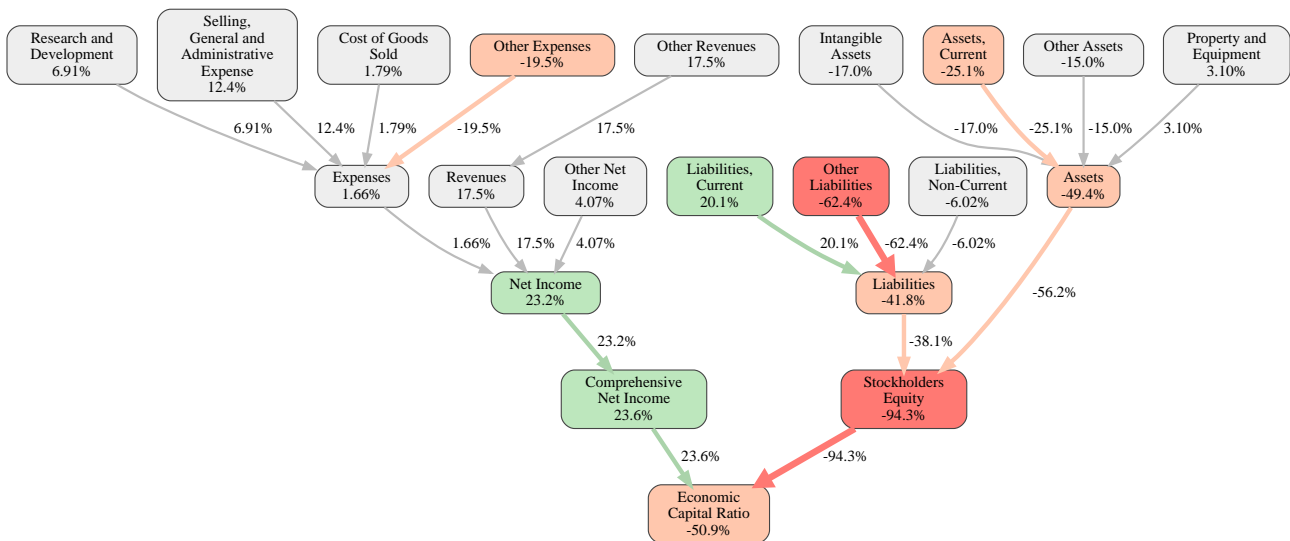 Research and
Development
6.91%
Selling,
General and
Administrative
Expense
12.4%
Cost of Goods
Sold
1.79%
Other Expenses
-19.5%
Other Revenues
17.5%
Intangible
Assets
-17.0%
Assets,
Current
-25.1%
Other Assets
-15.0%
Property and
Equipment
3.10%
6.91%
12.4%
1.79%
-19.5%
17.5%
-17.0%
-25.1%
-15.0%
3.10%
Expenses
1.66%
Revenues
17.5%
Other Net
Income
4.07%
Liabilities,
Current
20.1%
Other
Liabilities
-62.4%
Liabilities,
Non-Current
-6.02%
Assets
-49.4%
1.66%
17.5%
4.07%
20.1%
-62.4%
-6.02%
Net Income
23.2%
Liabilities
-41.8%
-56.2%
23.2%
-38.1%
Comprehensive
Net Income
23.6%
Stockholders
Equity
-94.3%
23.6%
-94.3%
Economic
Capital Ratio
-50.9%